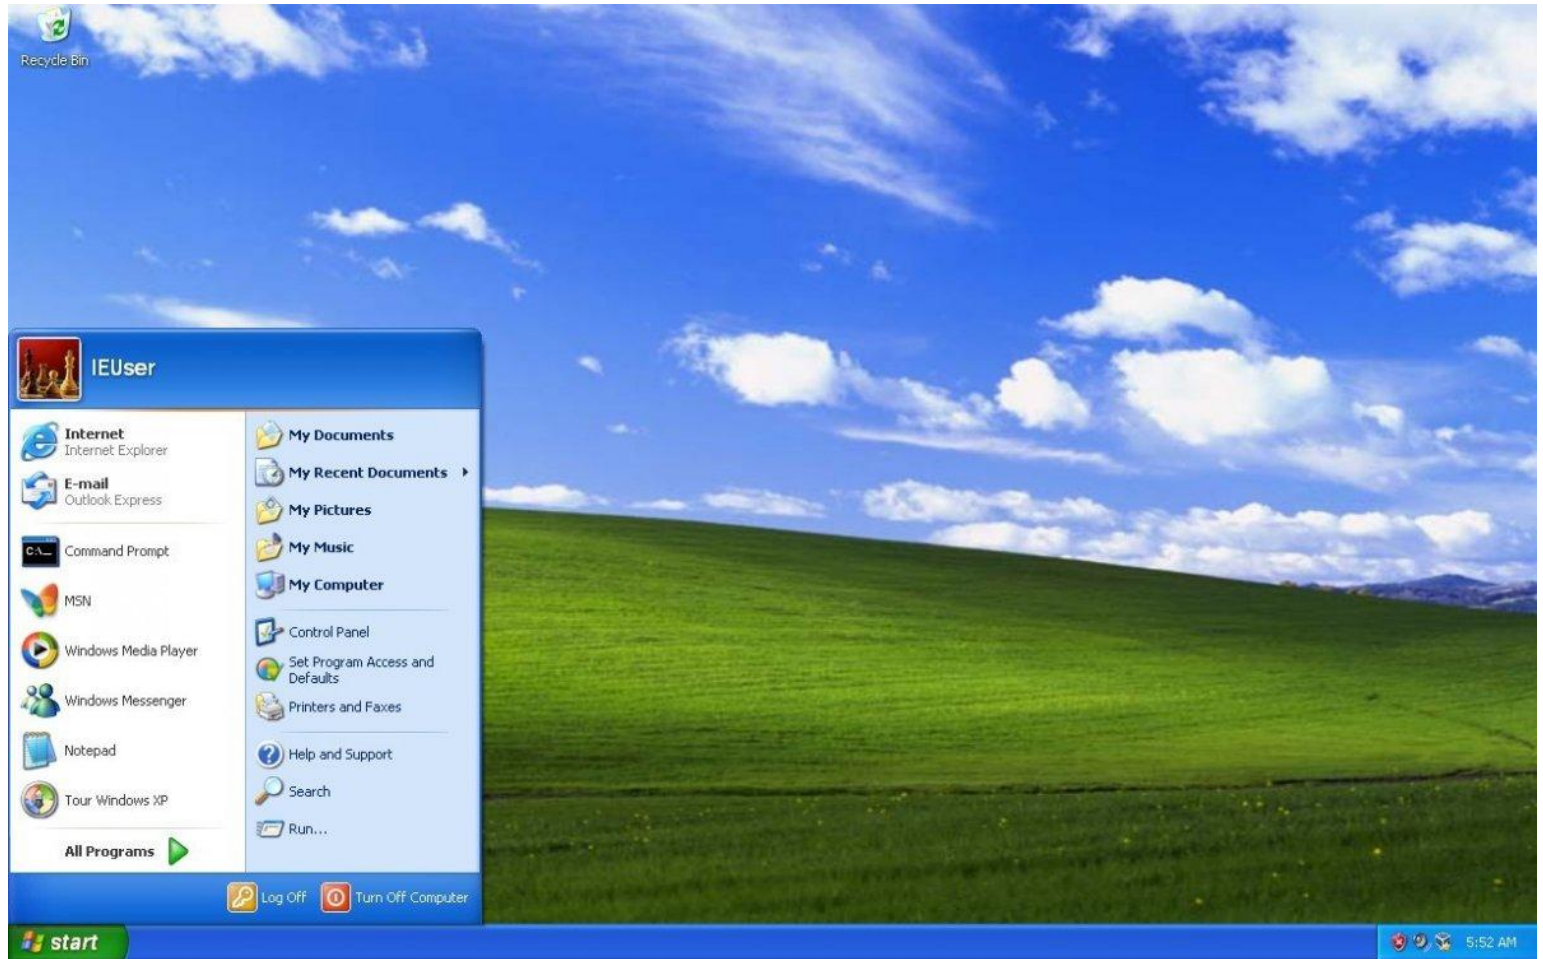 Recycle Bin
IEUser
Internet
Internet Explorer
E-mail
Outlook Express
Command Prompt
MSN
Windows Media Player
Windows Messenger
Notepad
Tour Windows XP
All Programs
My Documents
My Recent Documents
My Pictures
My Music
My Computer
Control Panel
Set Program Access and
Defaults
Printers and Faxes
Help and Support
Search
Run...
Log Off
Turn Off Computer
start
5:52 AM